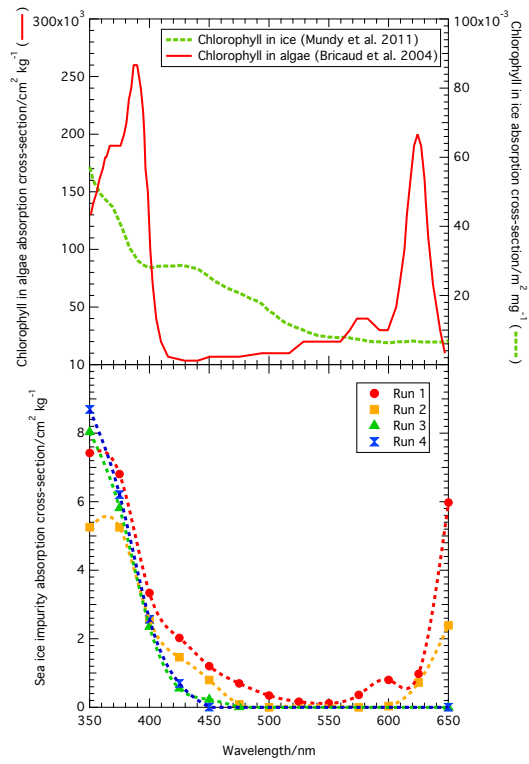 300x10³
250
200
150
100
50
10
Chlorophyll in algae absorption cross-section/cm² kg⁻¹ ( )
Chlorophyll in ice (Mundy et al. 2011)
Chlorophyll in algae (Bricaud et al. 2004)
100x10⁻³
80
60
40
20
Chlorophyll in ice absorption cross-section/m² mg⁻¹ ( )
8
6
4
2
0
Sea ice impurity absorption cross-section/cm² kg⁻¹
Run 1
Run 2
Run 3
Run 4
350 400 450 500 550 600 650
Wavelength/nm